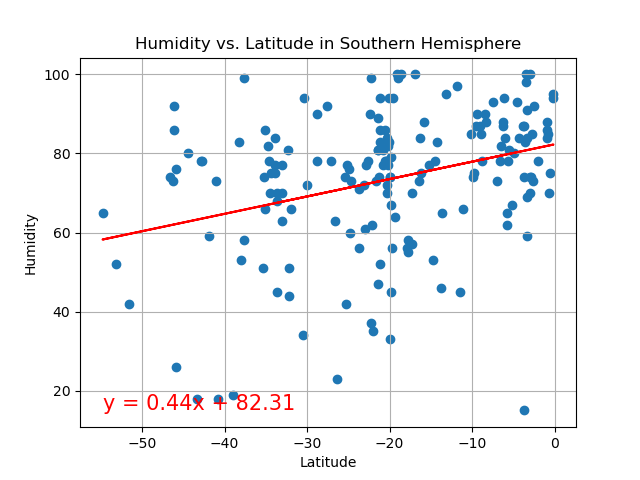 Humidity vs. Latitude in Southern Hemisphere
100
80
60
40
20
Humidity
y = 0.44x + 82.31
−50 −40 −30 −20 −10 0
Latitude